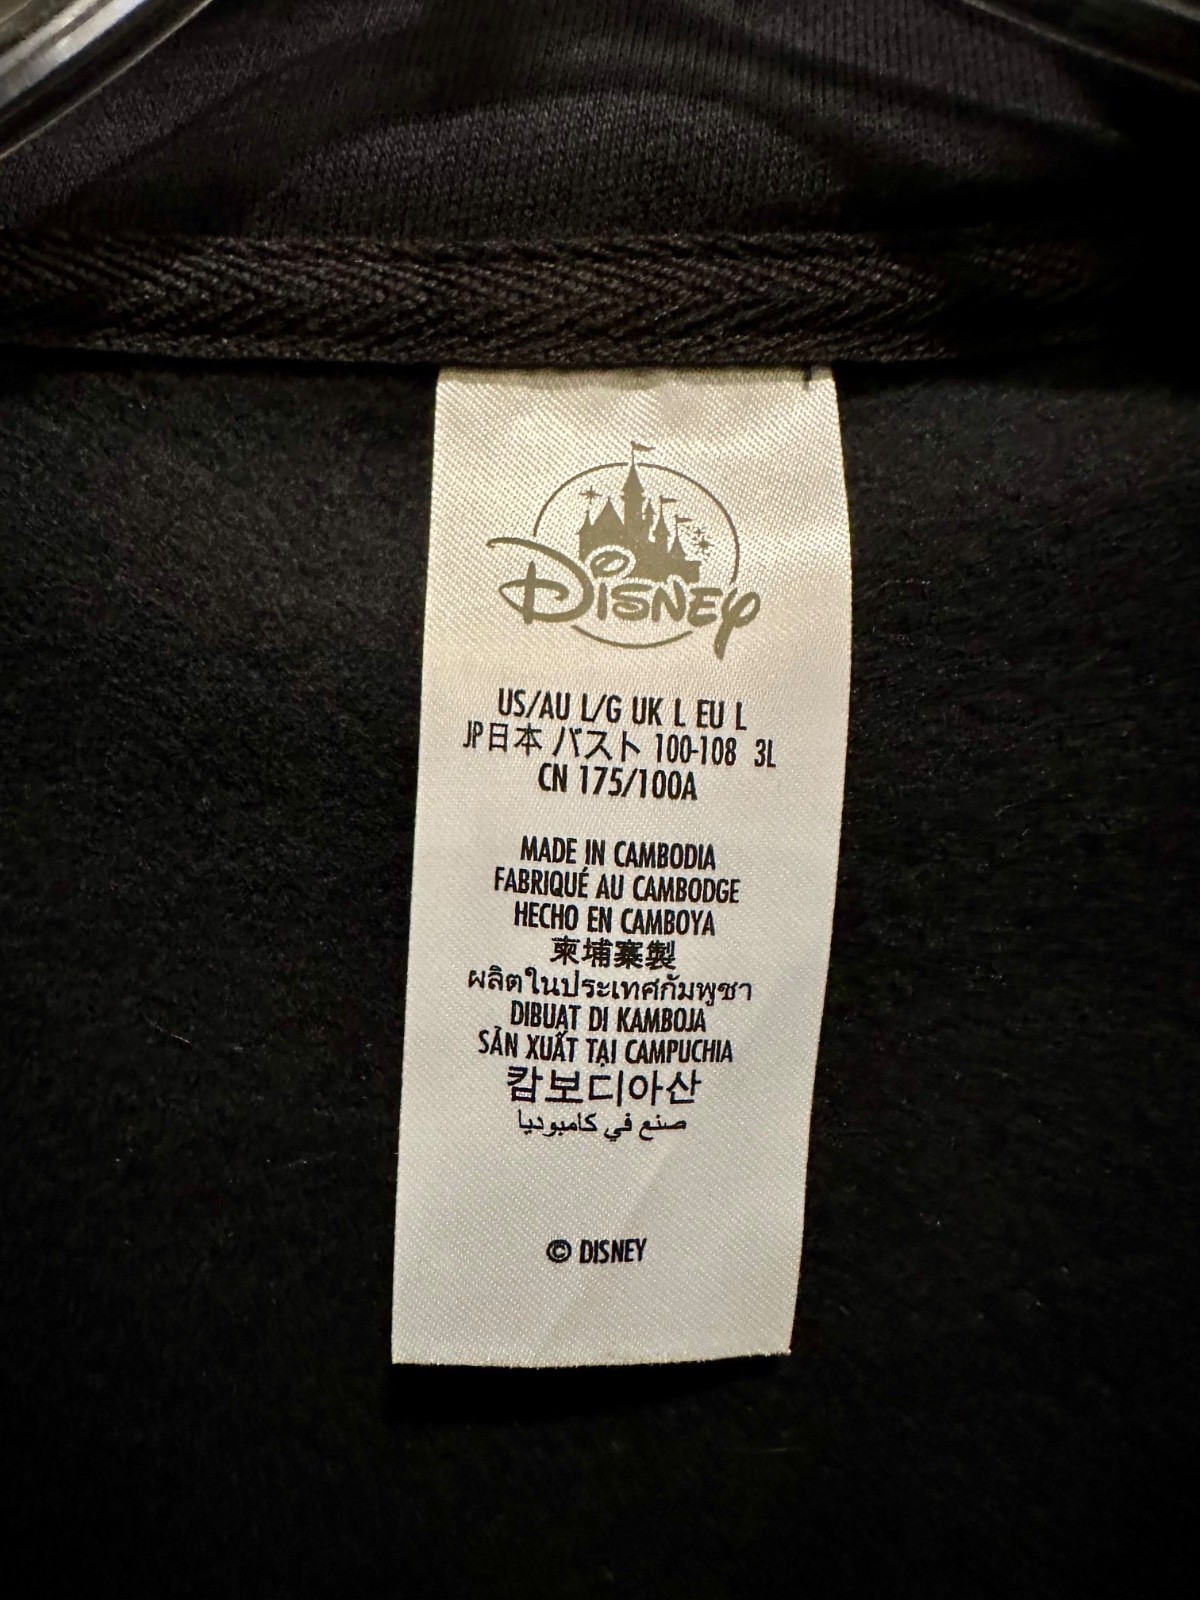 Disney
US/AU L/G UK L EU L
JP日本 バスト 100-108 3L
CN 175/100A
MADE IN CAMBODIA
FABRIQUÉ AU CAMBODGE
HECHO EN CAMBOYA
柬埔寨製
ผลิตในประเทศกัมพูชา
DIBUAT DI KAMBOJA
SẢN XUẤT TẠI CAMPUCHIA
캄보디아산
صنع في كامبوديا
© DISNEY